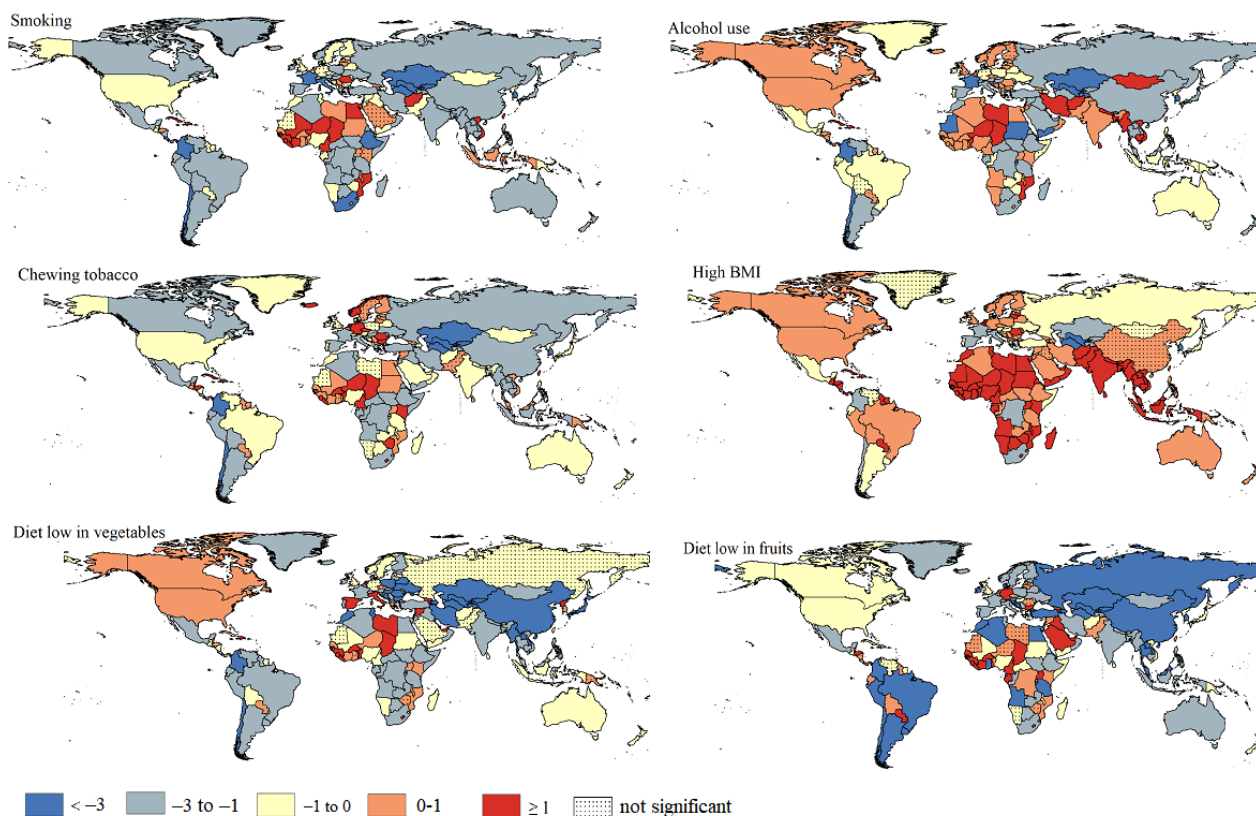 Smoking
Alcohol use
Chewing tobacco
High BMI
Diet low in vegetables
Diet low in fruits
< −3
−3 to −1
−1 to 0
0-1
≥ 1
not significant